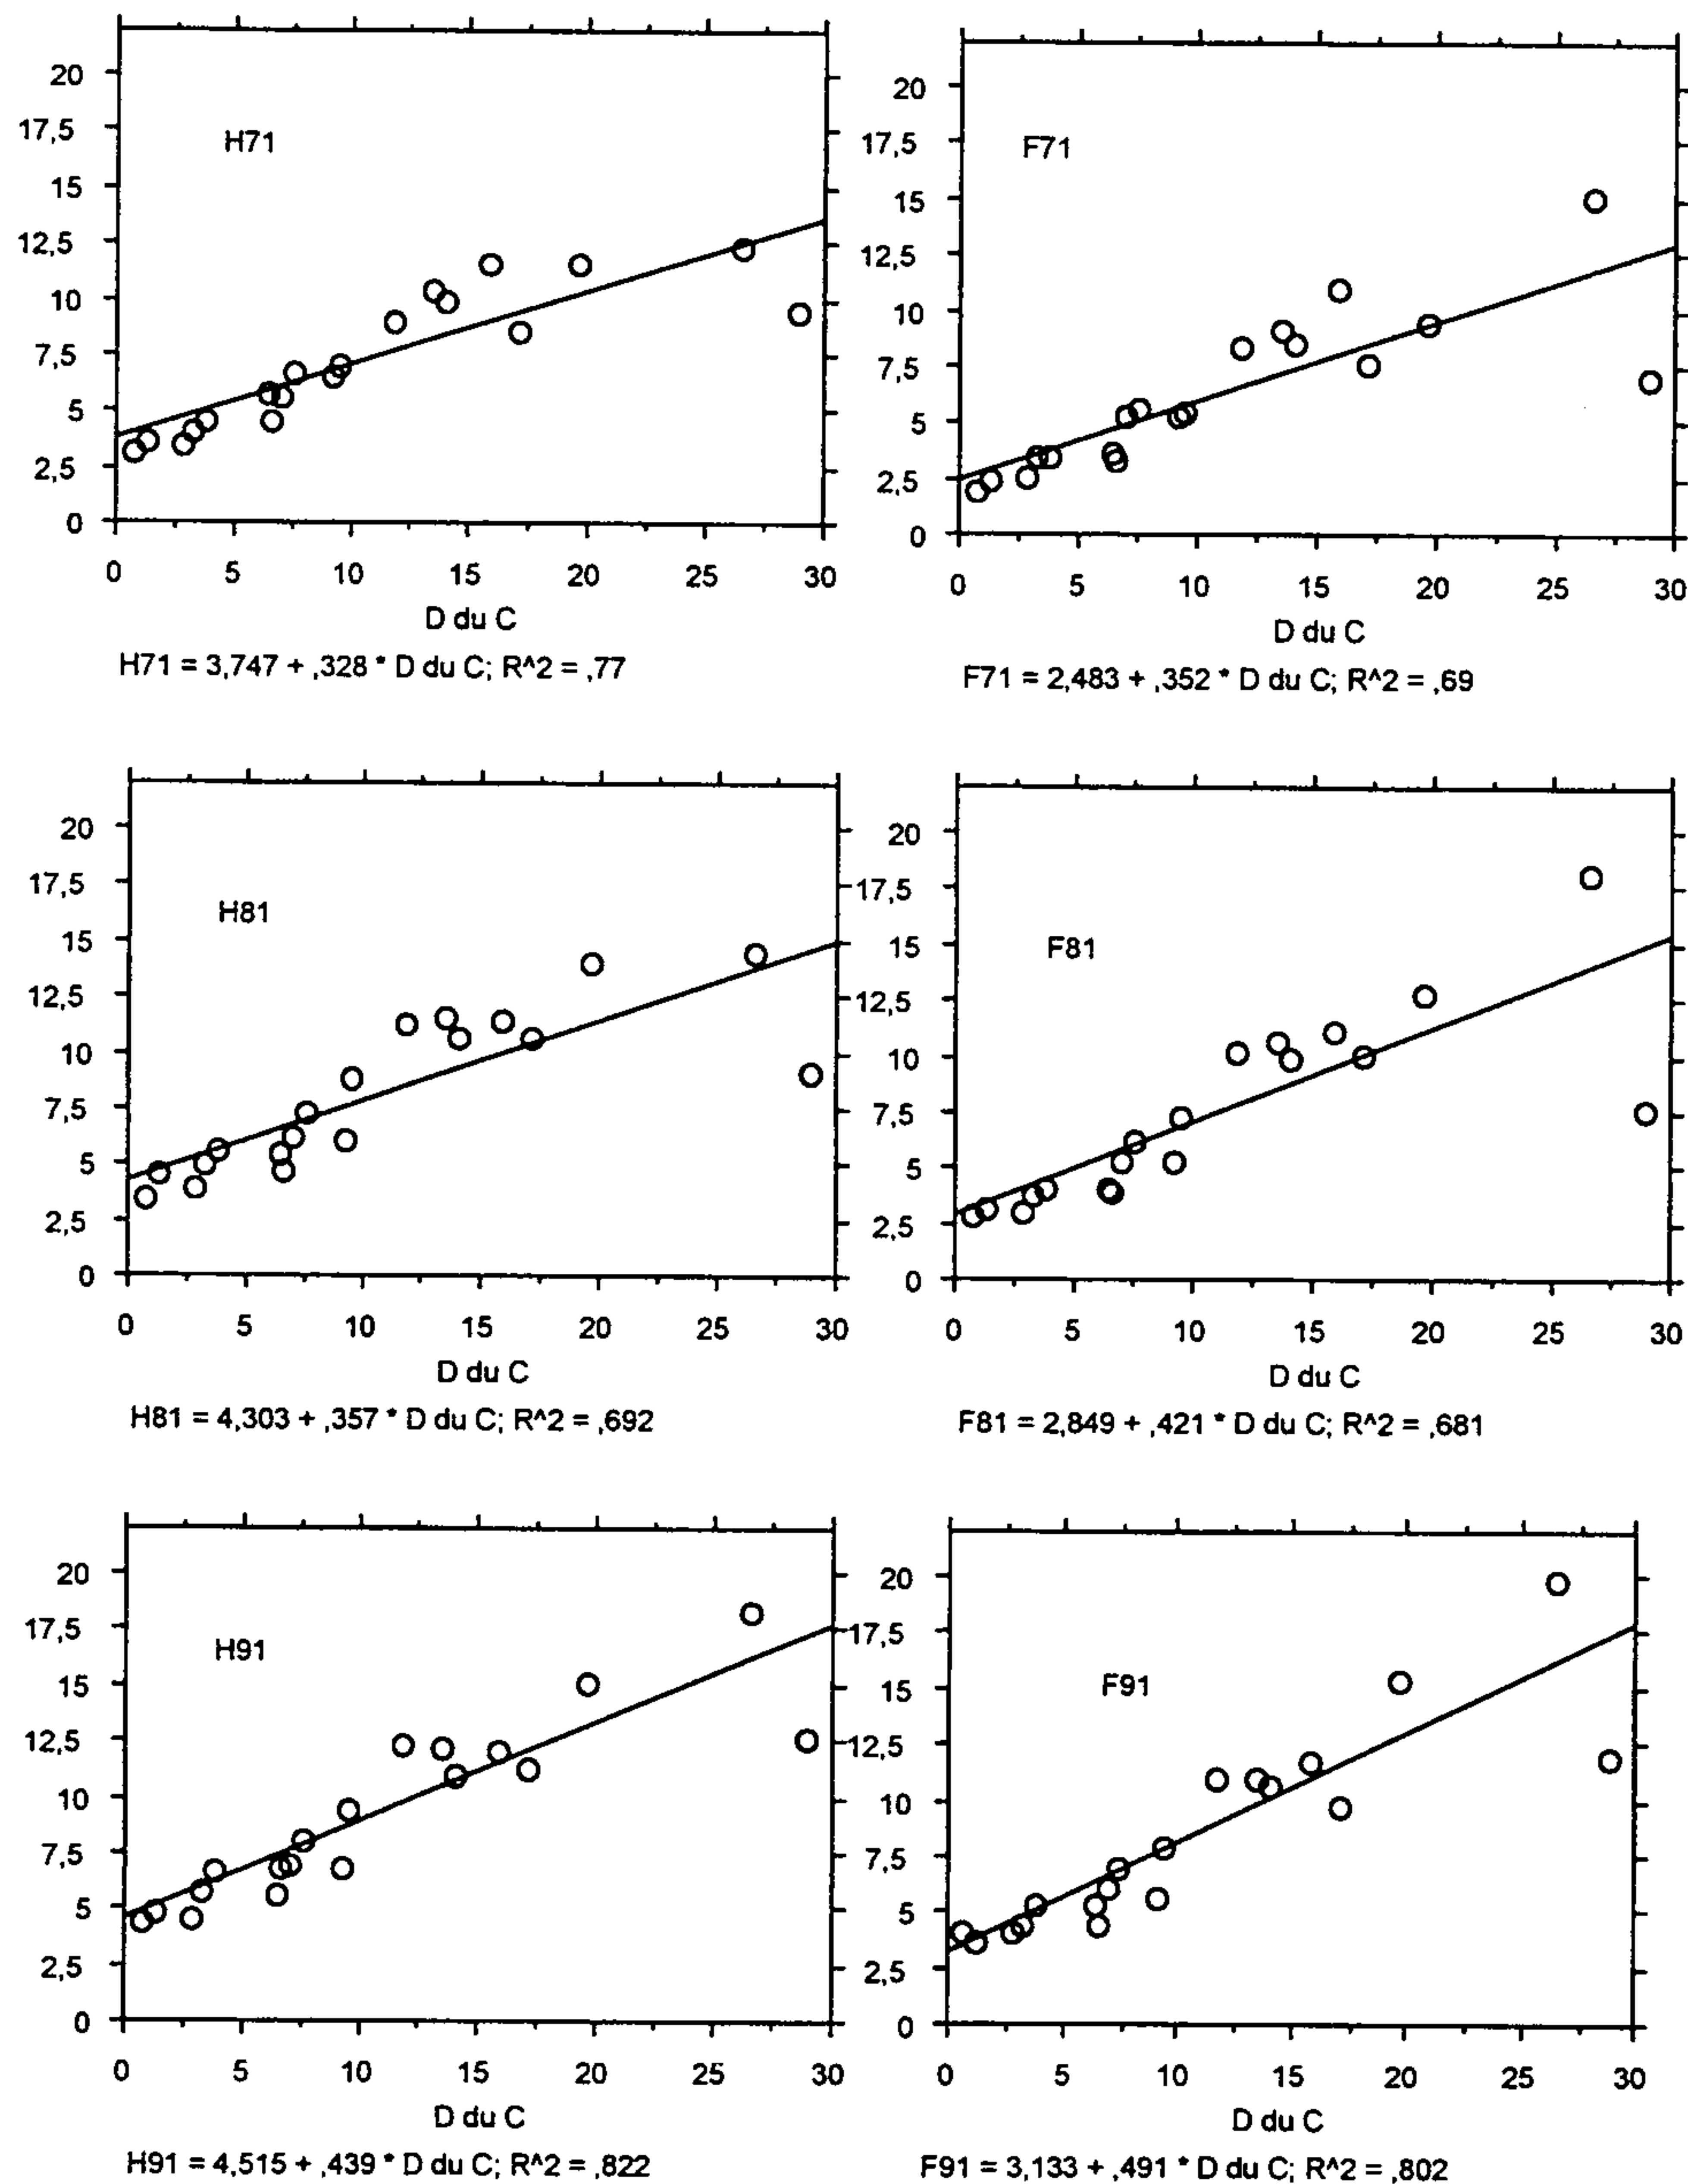 20
17,5
H71
15
12,5
10
7,5
5
2,5
0
0 5 10 15 20 25 30
D du C
H71 = 3,747 + ,328 * D du C; R^2 = ,77
20
17,5
F71
15
12,5
10
7,5
5
2,5
0
0 5 10 15 20 25 30
D du C
F71 = 2,483 + ,352 * D du C; R^2 = ,69
20
17,5
H81
15
12,5
10
7,5
5
2,5
0
0 5 10 15 20 25 30
D du C
H81 = 4,303 + ,357 * D du C; R^2 = ,692
20
17,5
15
F81
12,5
10
7,5
5
2,5
0
0 5 10 15 20 25 30
D du C
F81 = 2,849 + ,421 * D du C; R^2 = ,681
20
17,5
H91
15
12,5
10
7,5
5
2,5
0
0 5 10 15 20 25 30
D du C
H91 = 4,515 + ,439 * D du C; R^2 = ,822
20
17,5
F91
15
12,5
10
7,5
5
2,5
0
0 5 10 15 20 25 30
D du C
F91 = 3,133 + ,491 * D du C; R^2 = ,802